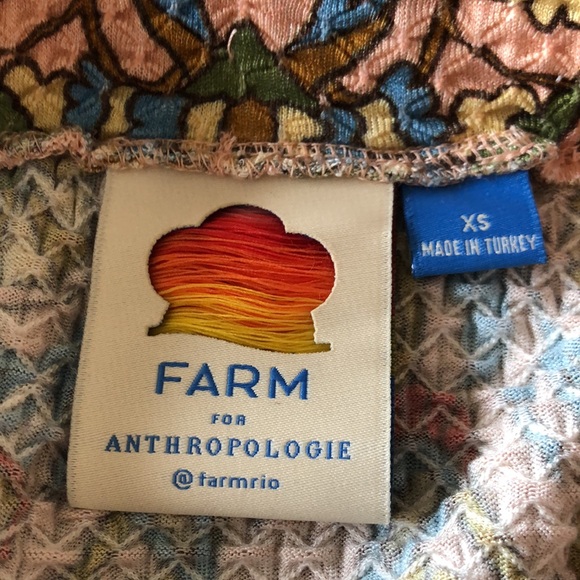 XS
MADE IN TURKEY
FARM
FOR
ANTHROPOLOGIE
@farmrio